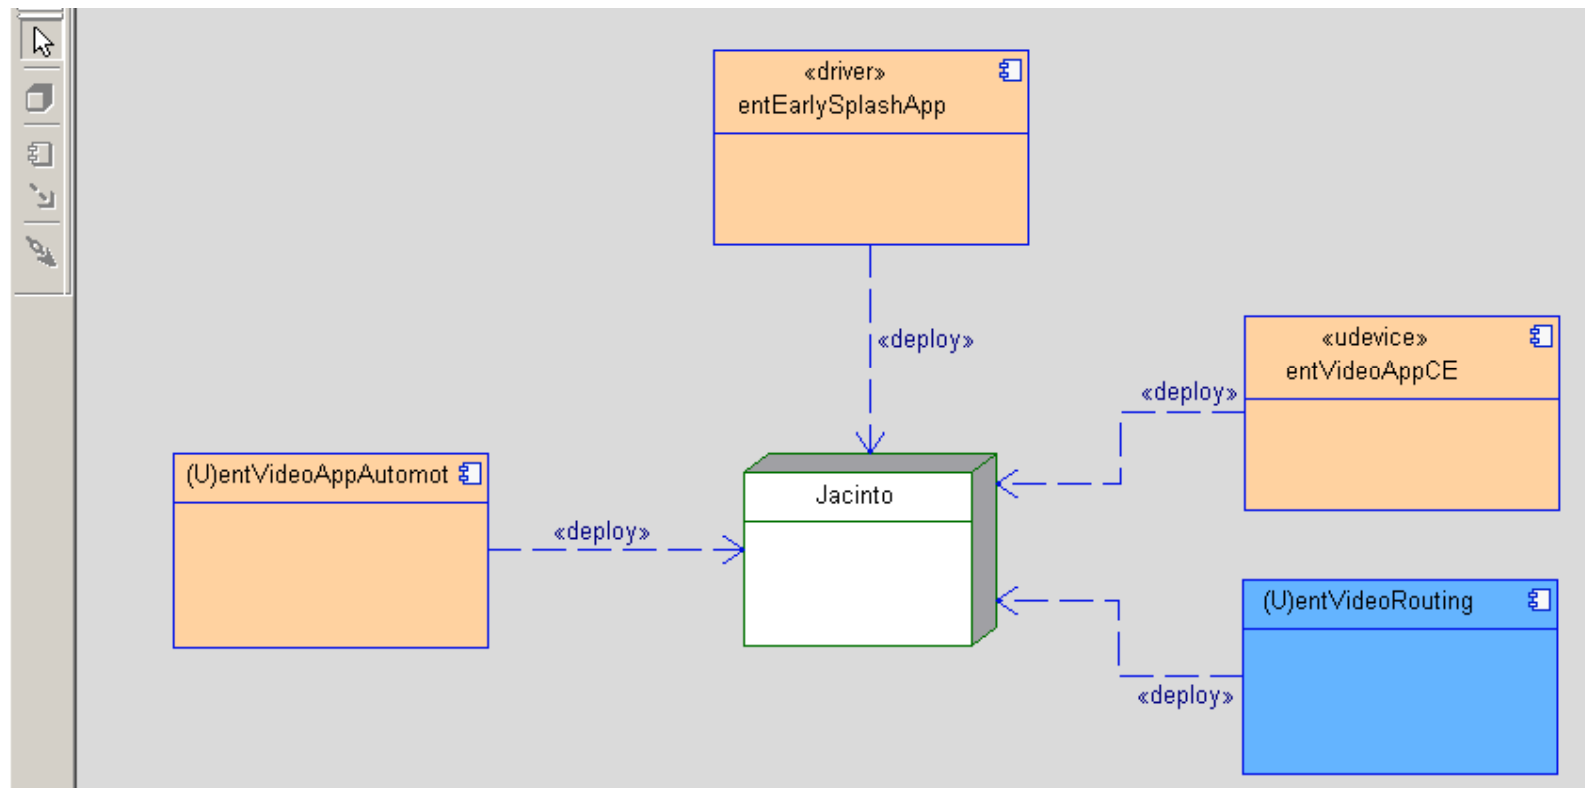 «driver»
entEarlySplashApp
«deploy»
«udevice»
entVideoAppCE
«deploy»
(U)entVideoAppAutomot
«deploy»
Jacinto
(U)entVideoRouting
«deploy»